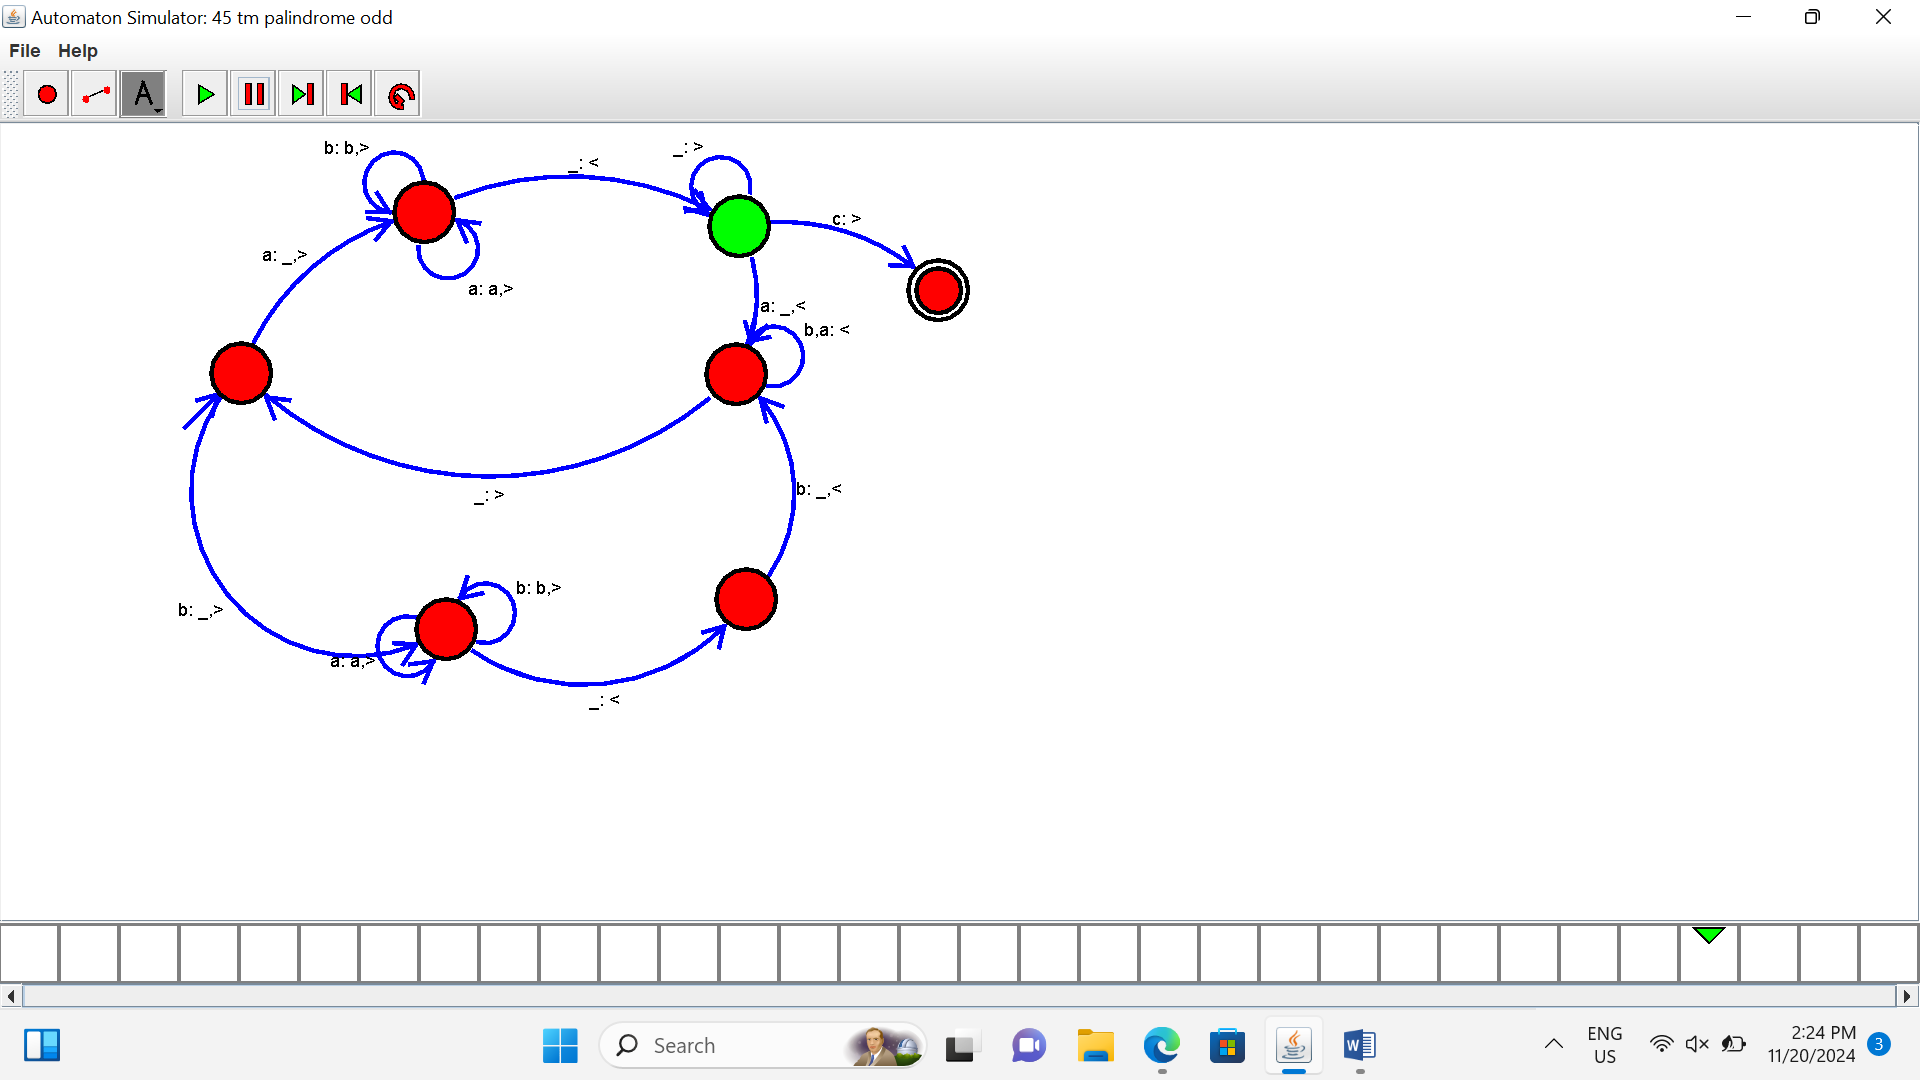 Automaton Simulator: 45 tm palindrome odd
File Help
A
b: b,>
_: <
_: >
c: >
a: _,>
a: a,>
a: _,<
b,a: <
_: >
b: _,<
b: b,>
b: _,>
a: a,>
_: <
Search
ENG
US
2:24 PM
11/20/2024
3